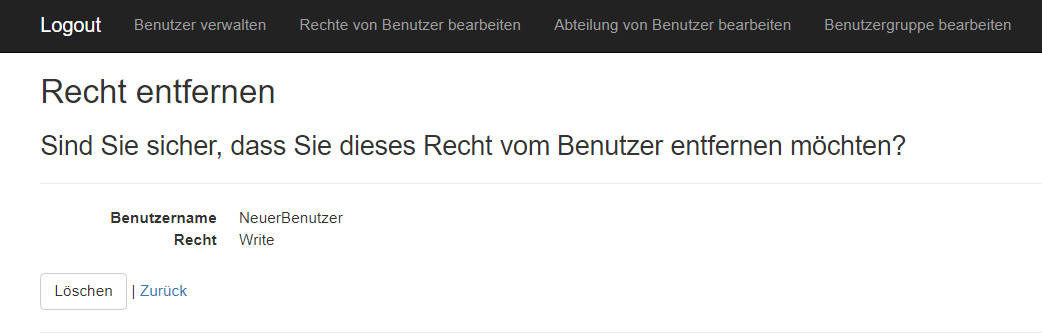 Logout Benutzer verwalten Rechte von Benutzer bearbeiten Abteilung von Benutzer bearbeiten Benutzergruppe bearbeiten
Recht entfernen
Sind Sie sicher, dass Sie dieses Recht vom Benutzer entfernen möchten?
Benutzername NeuerBenutzer
Recht Write
Löschen | Zurück